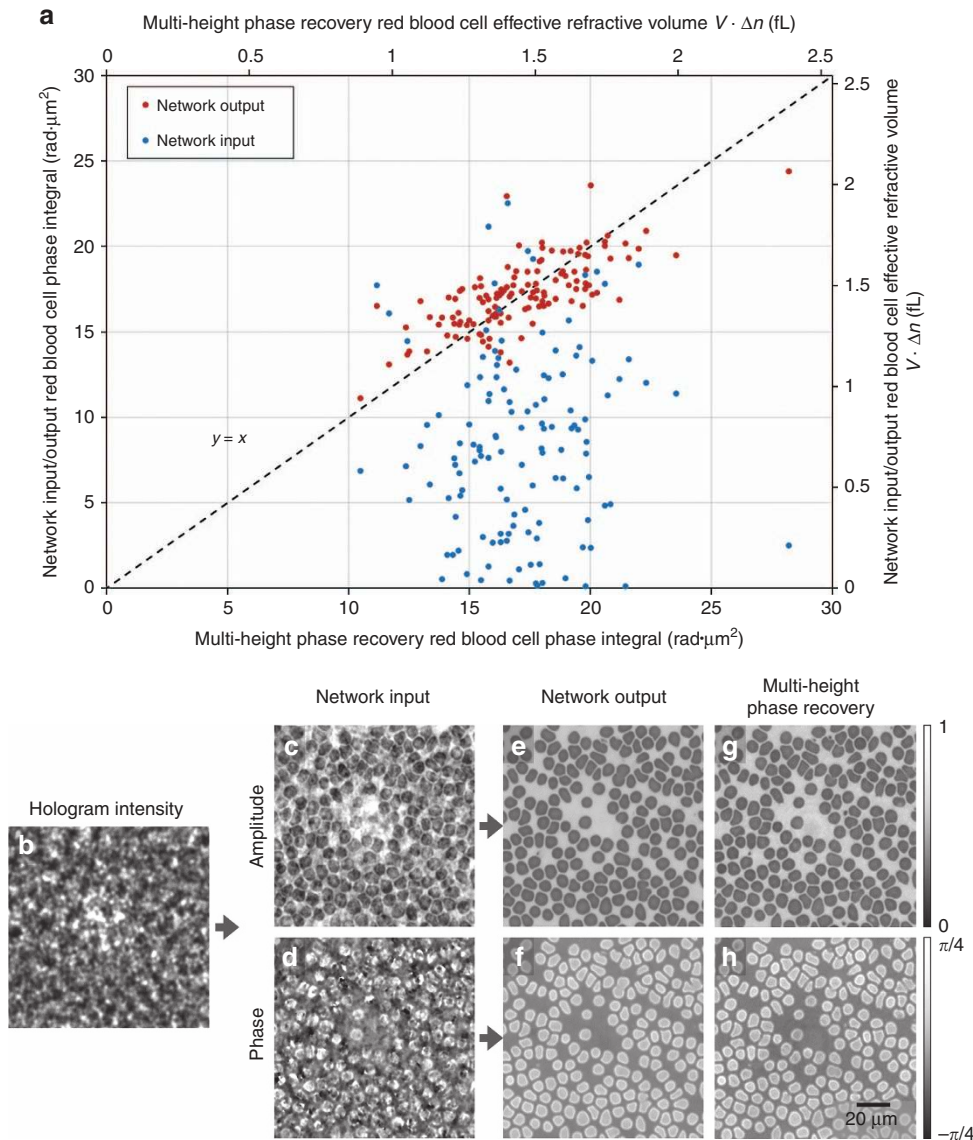 a
Multi-height phase recovery red blood cell effective refractive volume V · Δn (fL)
0 0.5 1 1.5 2 2.5
30
25
20
15
10
5
0
Network input/output red blood cell phase integral (rad·μm²)
Network output
Network input
y = x
2.5
2
1.5
1
0.5
0
Network input/output red blood cell effective refractive volume
V · Δn (fL)
0 5 10 15 20 25 30
Multi-height phase recovery red blood cell phase integral (rad·μm²)
Network input
Network output
Multi-height
phase recovery
Hologram intensity
b
Amplitude
c
e
g
1
0
Phase
d
f
h
20 μm
π/4
−π/4